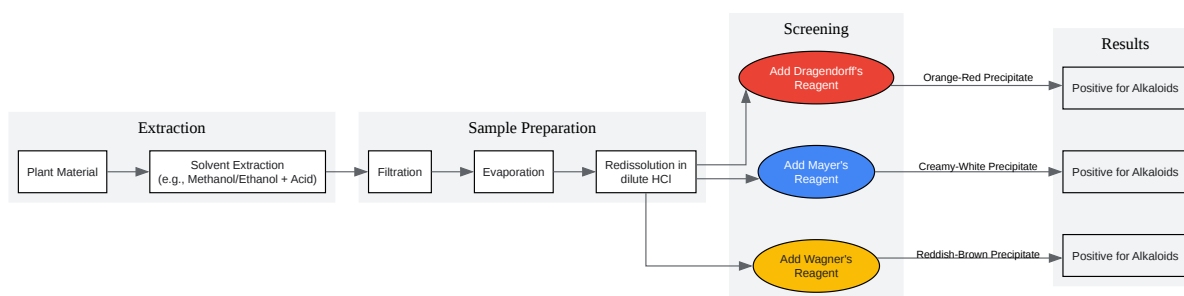 Extraction
Plant Material
Solvent Extraction
(e.g., Methanol/Ethanol + Acid)
Sample Preparation
Filtration
Evaporation
Redissolution in
dilute HCl
Screening
Add Dragendorff's
Reagent
Add Mayer's
Reagent
Add Wagner's
Reagent
Orange-Red Precipitate
Creamy-White Precipitate
Reddish-Brown Precipitate
Results
Positive for Alkaloids
Positive for Alkaloids
Positive for Alkaloids